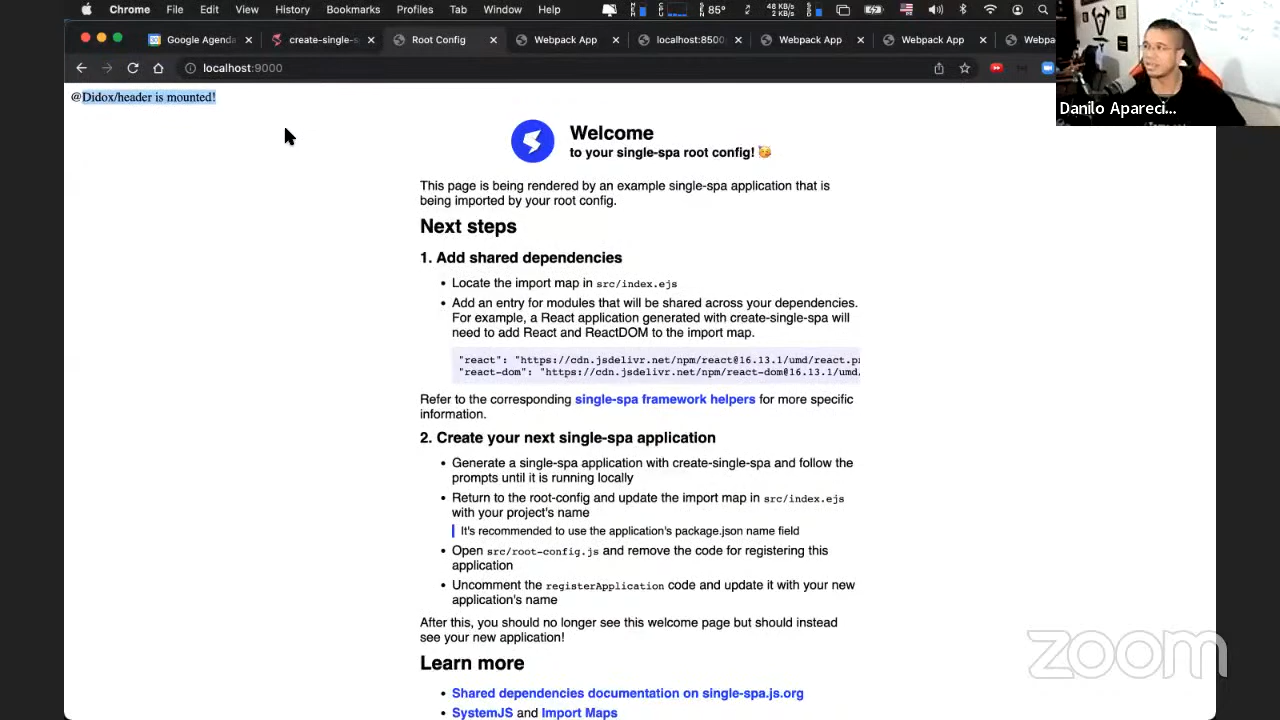 Chrome File Edit View History Bookmarks Profiles Tab Window 85°
Google Agenda create-single-s Root Config Webpack App localhost:8500 Webpack App Webpack App Webpa
localhost:9000
@Didox/header is mounted!
Danilo Apareci...
Welcome
to your single-spa root config! 🥳
This page is being rendered by an example single-spa application that is
being imported by your root config.
Next steps
1. Add shared dependencies
• Locate the import map in src/index.ejs
• Add an entry for modules that will be shared across your dependencies.
For example, a React application generated with create-single-spa will
need to add React and ReactDOM to the import map.
"react": "https://cdn.jsdelivr.net/npm/react@16.13.1/umd/react.pr
"react-dom": "https://cdn.jsdelivr.net/npm/react-dom@16.13.1/umd/
Refer to the corresponding single-spa framework helpers for more specific
information.
2. Create your next single-spa application
• Generate a single-spa application with create-single-spa and follow the
prompts until it is running locally
• Return to the root-config and update the import map in src/index.ejs
with your project's name
It's recommended to use the application's package.json name field
• Open src/root-config.js and remove the code for registering this
application
• Uncomment the registerApplication code and update it with your new
application's name
After this, you should no longer see this welcome page but should instead
see your new application!
Learn more
• Shared dependencies documentation on single-spa.js.org
• SystemJS and Import Maps
zoom